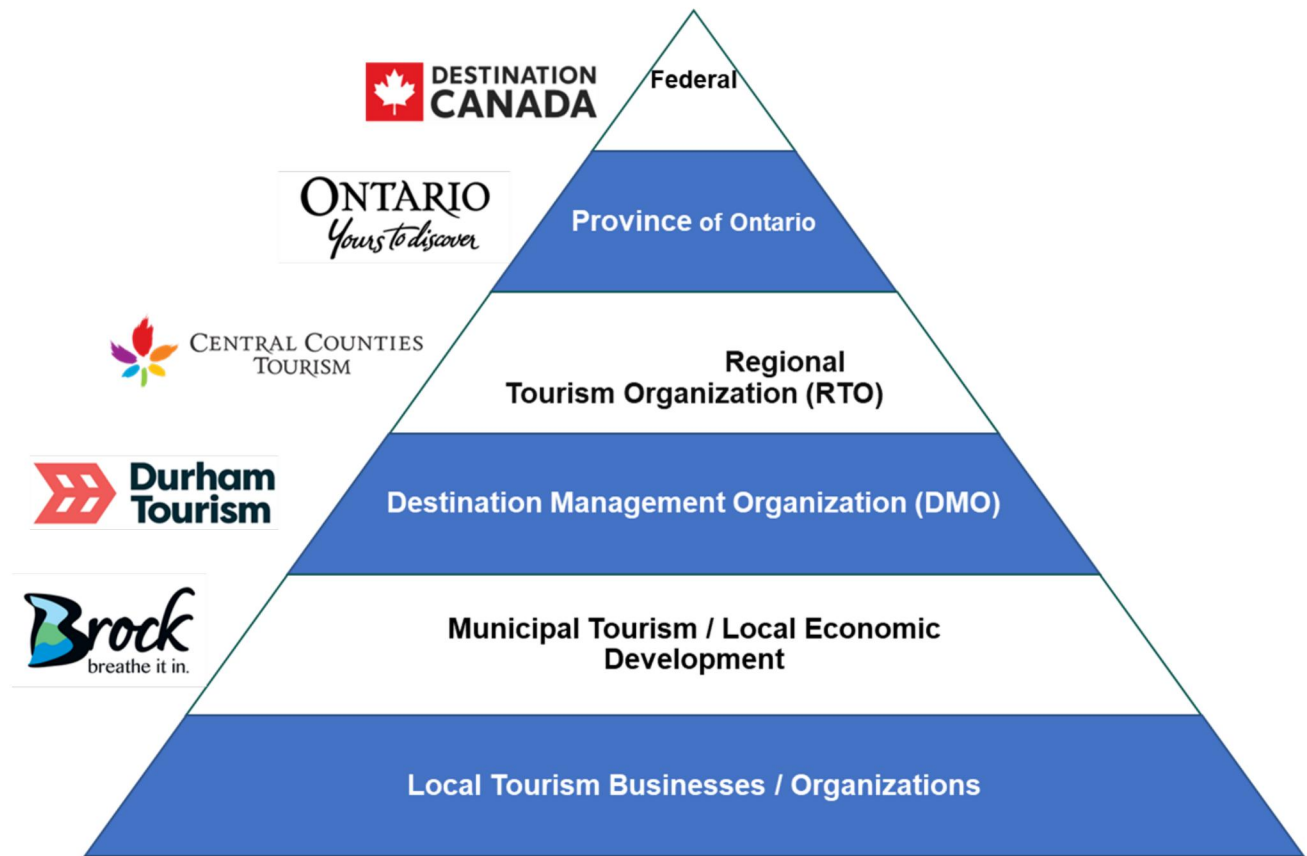 DESTINATION
CANADA
Federal
ONTARIO
Yours to discover
Province of Ontario
CENTRAL COUNTIES
TOURISM
Regional
Tourism Organization (RTO)
Durham
Tourism
Destination Management Organization (DMO)
Brock
breathe it in.
Municipal Tourism / Local Economic
Development
Local Tourism Businesses / Organizations